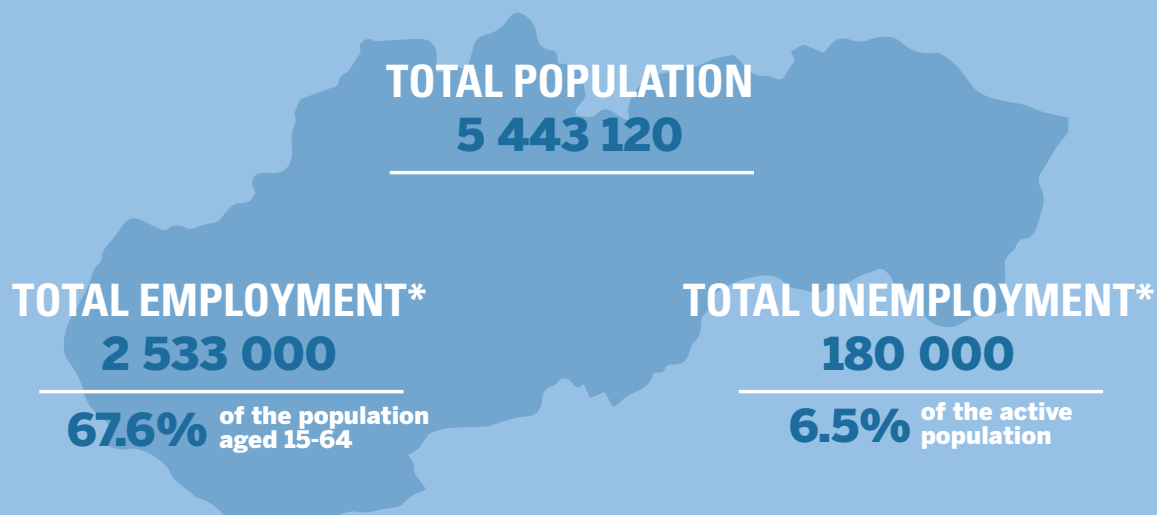 TOTAL POPULATION
5 443 120
TOTAL EMPLOYMENT*
2 533 000
67.6% of the population
aged 15-64
TOTAL UNEMPLOYMENT*
180 000
6.5% of the active
population